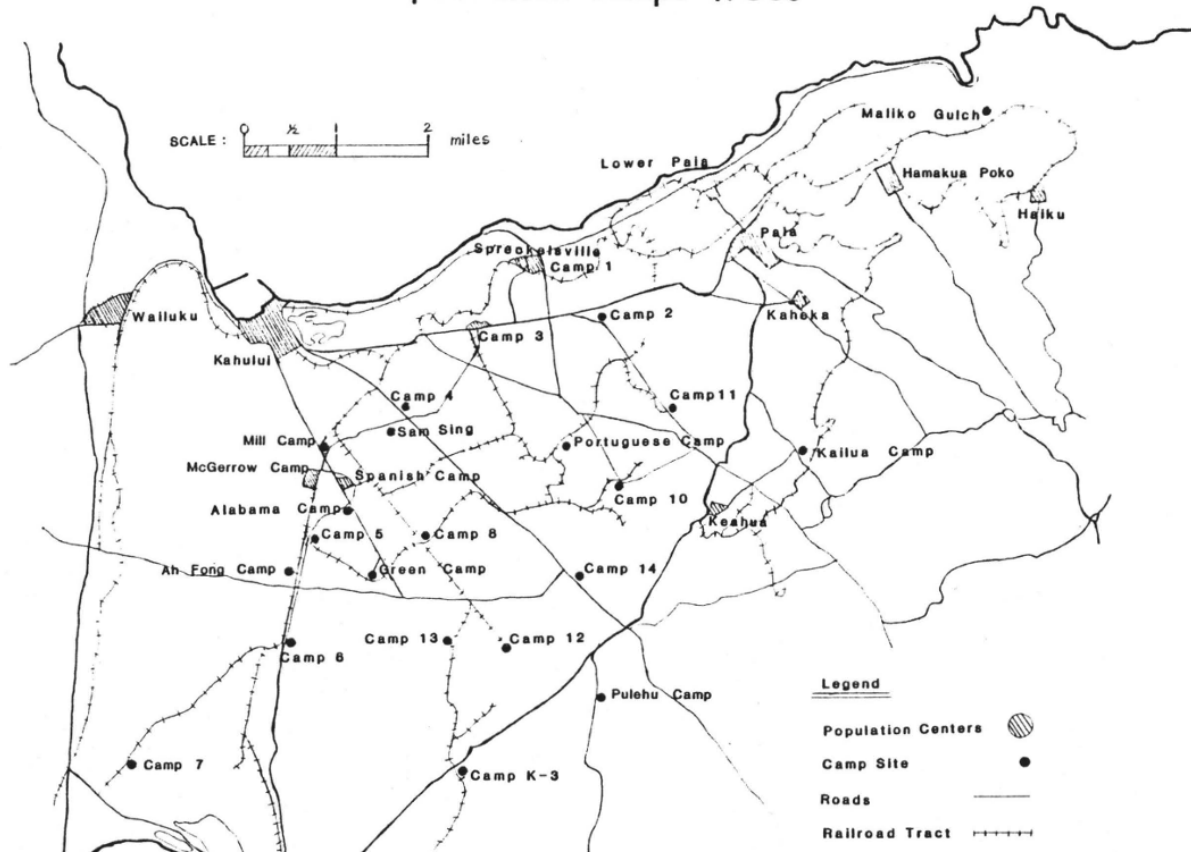 SCALE : 0 ½ 1 2 miles
Maliko Gulch
Lower Paia
Hamakua Poko
Haiku
Paia
Spreckelsville
Camp 1
Wailuku
Kaheka
Camp 2
Camp 3
Kahului
Camp 4
Camp11
Sam Sing
Mill Camp
Portuguese Camp
Kailua Camp
McGerrow Camp
Spanish Camp
Camp 10
Alabama Camp
Keahua
Camp 5
Camp 8
Ah Fong Camp
Green Camp
Camp 14
Camp 13
Camp 12
Camp 6
Pulehu Camp
Camp 7
Camp K-3
Legend
Population Centers
Camp Site
Roads
Railroad Tract